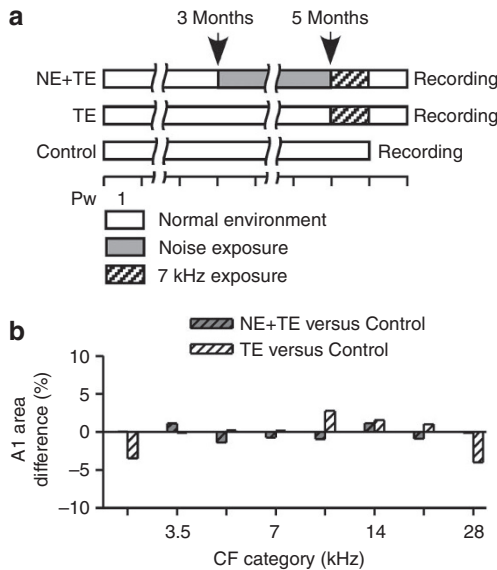 a
3 Months 5 Months
NE+TE Recording
TE Recording
Control Recording
Pw 1
Normal environment
Noise exposure
7 kHz exposure
b
NE+TE versus Control
TE versus Control
A1 area
difference (%)
10
5
0
−5
−10
3.5 7 14 28
CF category (kHz)